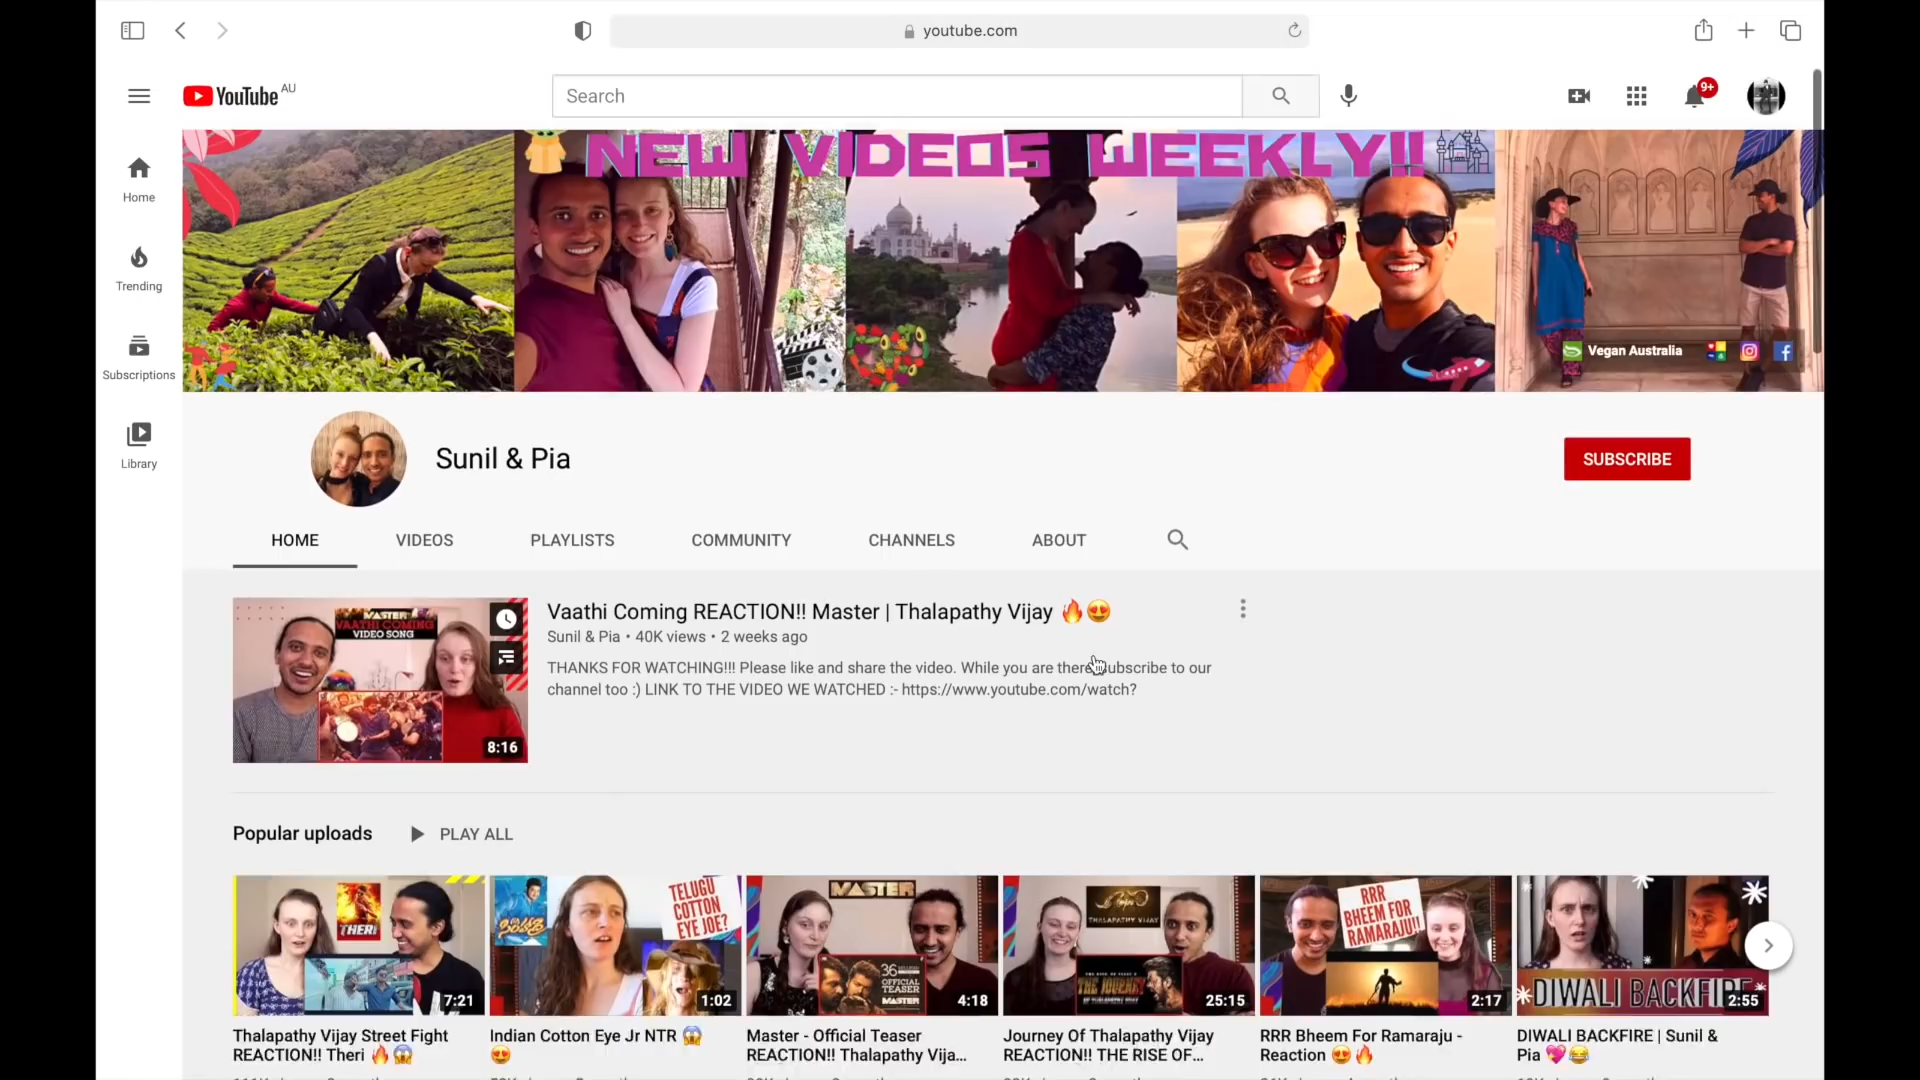 youtube.com
YouTube AU
Search
9+
Home
Trending
Subscriptions
Library
NEW VIDEOS WEEKLY!!
Vegan Australia
Sunil & Pia
SUBSCRIBE
HOME
VIDEOS
PLAYLISTS
COMMUNITY
CHANNELS
ABOUT
MASTER
VAATHI COMING
VIDEO SONG
8:16
Vaathi Coming REACTION!! Master | Thalapathy Vijay 🔥😍
Sunil & Pia • 40K views • 2 weeks ago
THANKS FOR WATCHING!!! Please like and share the video. While you are there subscribe to our
channel too :) LINK TO THE VIDEO WE WATCHED :- https://www.youtube.com/watch?
Popular uploads
PLAY ALL
THERI
7:21
TELUGU
COTTON
EYE JOE?
1:02
MASTER
36
OFFICIAL
TEASER
MASTER
4:18
THALAPATHY VIJAY
THE JOURNEY
25:15
RRR
BHEEM FOR
RAMARAJU!!
2:17
DIWALI BACKFIRE
2:55
Thalapathy Vijay Street Fight
REACTION!! Theri 🔥😱
Indian Cotton Eye Jr NTR 😱
😍
Master - Official Teaser
REACTION!! Thalapathy Vija...
Journey Of Thalapathy Vijay
REACTION!! THE RISE OF...
RRR Bheem For Ramaraju -
Reaction 😍🔥
DIWALI BACKFIRE | Sunil &
Pia 💖😂